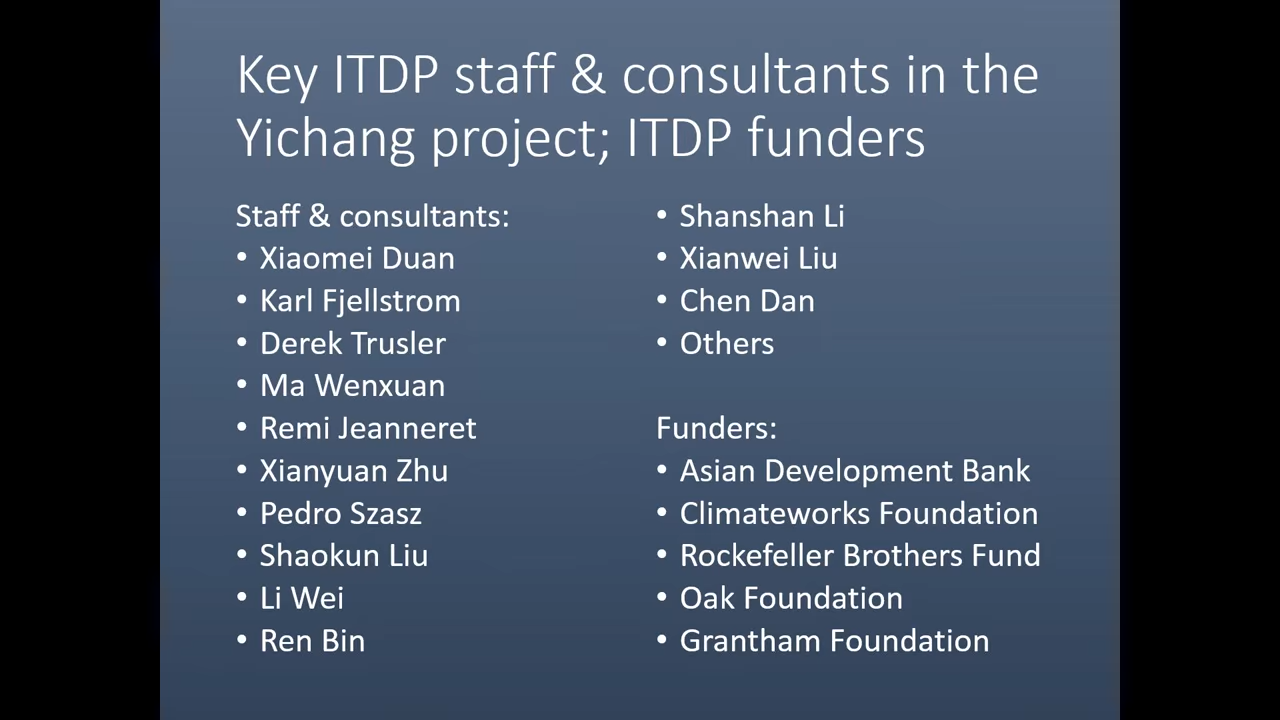 Key ITDP staff & consultants in the
Yichang project; ITDP funders
Staff & consultants:
• Xiaomei Duan
• Karl Fjellstrom
• Derek Trusler
• Ma Wenxuan
• Remi Jeanneret
• Xianyuan Zhu
• Pedro Szasz
• Shaokun Liu
• Li Wei
• Ren Bin
• Shanshan Li
• Xianwei Liu
• Chen Dan
• Others
Funders:
• Asian Development Bank
• Climateworks Foundation
• Rockefeller Brothers Fund
• Oak Foundation
• Grantham Foundation